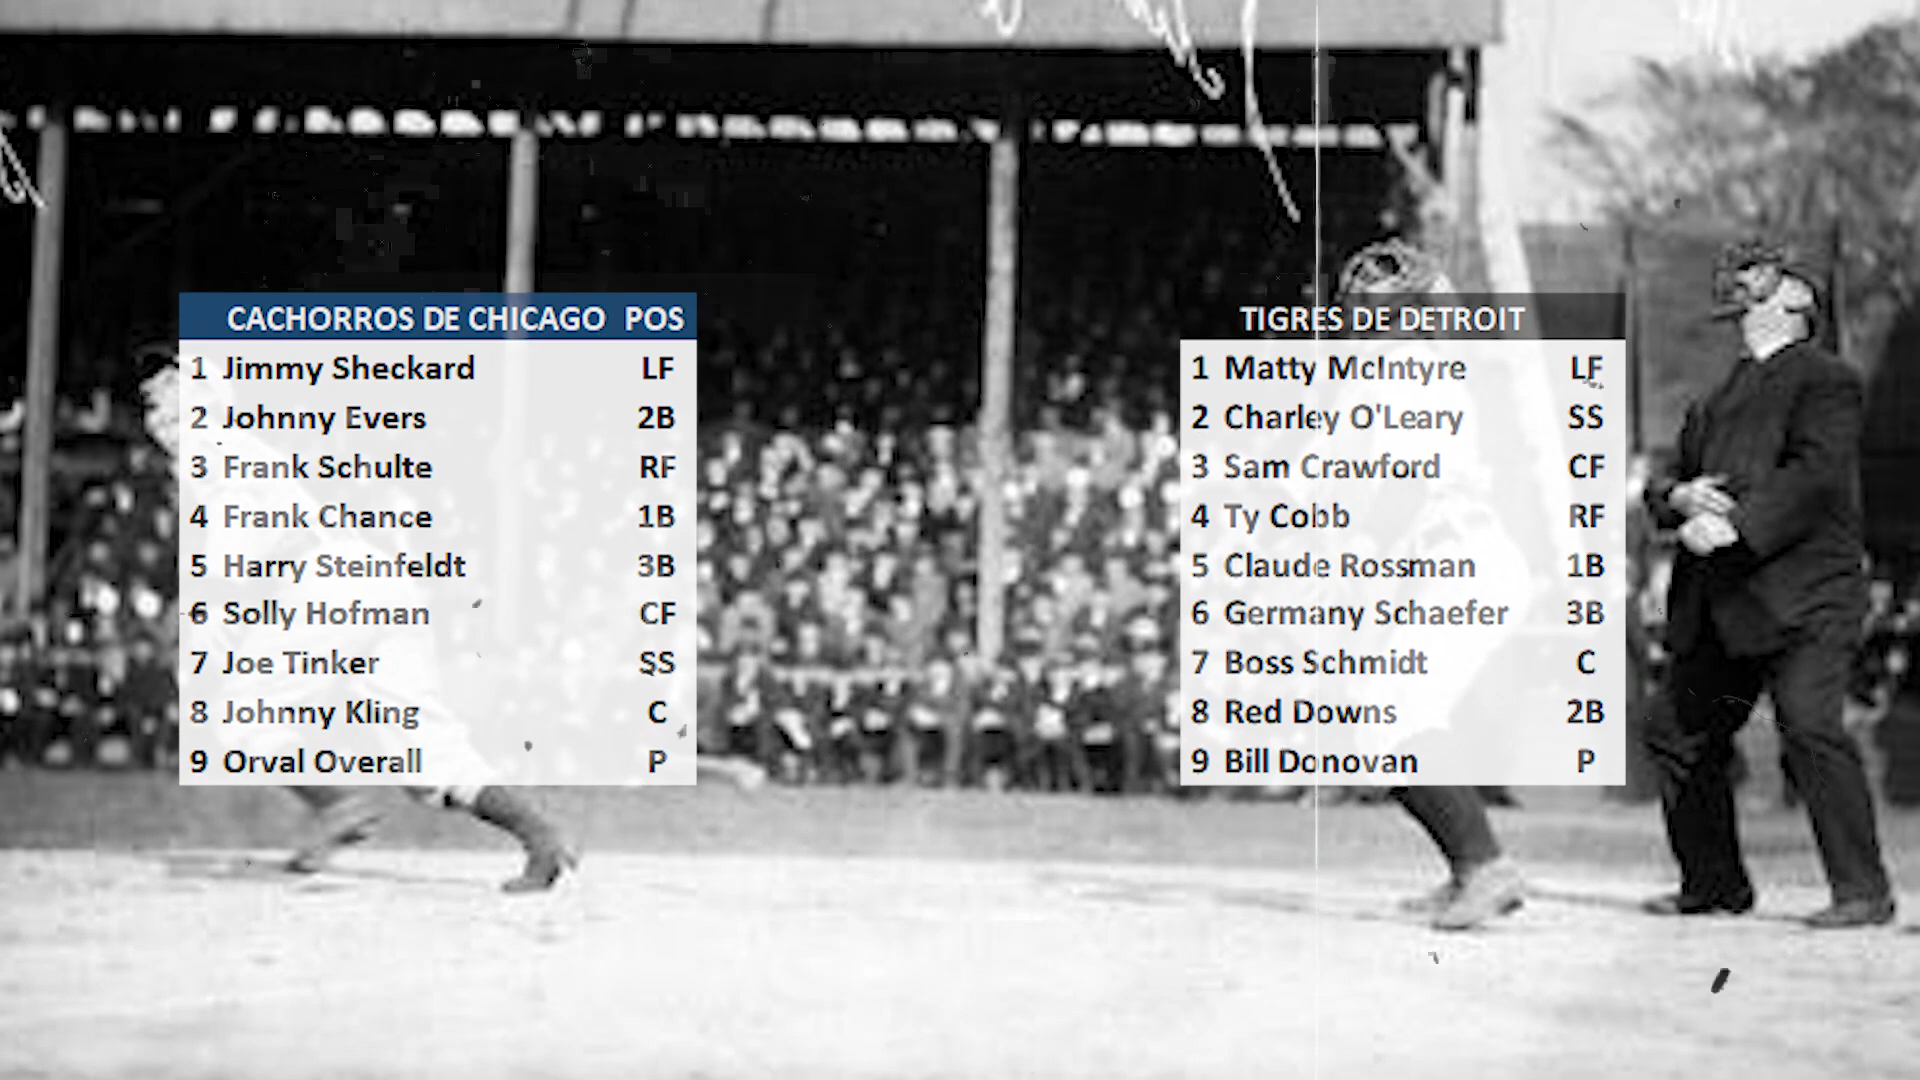 CACHORROS DE CHICAGO POS
1 Jimmy Sheckard LF
2 Johnny Evers 2B
3 Frank Schulte RF
4 Frank Chance 1B
5 Harry Steinfeldt 3B
6 Solly Hofman CF
7 Joe Tinker SS
8 Johnny Kling C
9 Orval Overall P
TIGRES DE DETROIT
1 Matty McIntyre LF
2 Charley O'Leary SS
3 Sam Crawford CF
4 Ty Cobb RF
5 Claude Rossman 1B
6 Germany Schaefer 3B
7 Boss Schmidt C
8 Red Downs 2B
9 Bill Donovan P